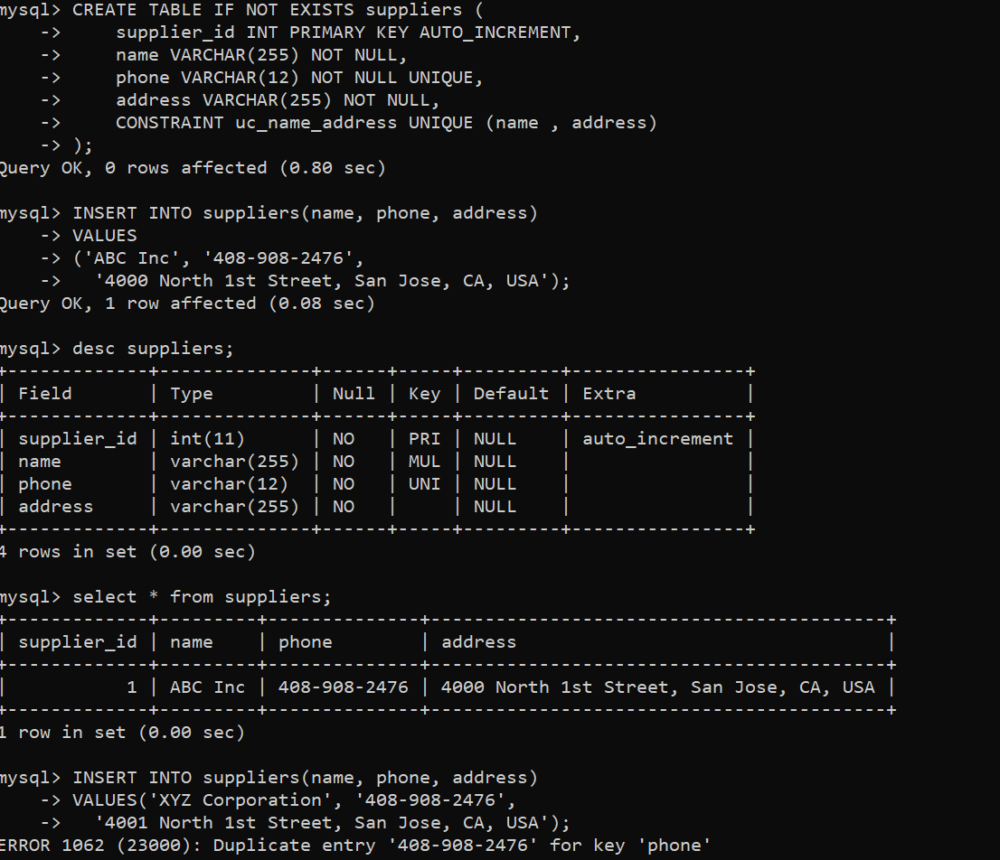 mysql> CREATE TABLE IF NOT EXISTS suppliers (
    ->     supplier_id INT PRIMARY KEY AUTO_INCREMENT,
    ->     name VARCHAR(255) NOT NULL,
    ->     phone VARCHAR(12) NOT NULL UNIQUE,
    ->     address VARCHAR(255) NOT NULL,
    ->     CONSTRAINT uc_name_address UNIQUE (name , address)
    -> );
Query OK, 0 rows affected (0.80 sec)

mysql> INSERT INTO suppliers(name, phone, address)
    -> VALUES
    -> ('ABC Inc', '408-908-2476',
    ->   '4000 North 1st Street, San Jose, CA, USA');
Query OK, 1 row affected (0.08 sec)

mysql> desc suppliers;
+-------------+--------------+------+-----+---------+----------------+
| Field       | Type         | Null | Key | Default | Extra          |
+-------------+--------------+------+-----+---------+----------------+
| supplier_id | int(11)      | NO   | PRI | NULL    | auto_increment |
| name        | varchar(255) | NO   | MUL | NULL    |                |
| phone       | varchar(12)  | NO   | UNI | NULL    |                |
| address     | varchar(255) | NO   |     | NULL    |                |
+-------------+--------------+------+-----+---------+----------------+
4 rows in set (0.00 sec)

mysql> select * from suppliers;
+-------------+---------+--------------+------------------------------------------+
| supplier_id | name    | phone        | address                                  |
+-------------+---------+--------------+------------------------------------------+
|           1 | ABC Inc | 408-908-2476 | 4000 North 1st Street, San Jose, CA, USA |
+-------------+---------+--------------+------------------------------------------+
1 row in set (0.00 sec)

mysql> INSERT INTO suppliers(name, phone, address)
    -> VALUES('XYZ Corporation', '408-908-2476',
    ->   '4001 North 1st Street, San Jose, CA, USA');
ERROR 1062 (23000): Duplicate entry '408-908-2476' for key 'phone'